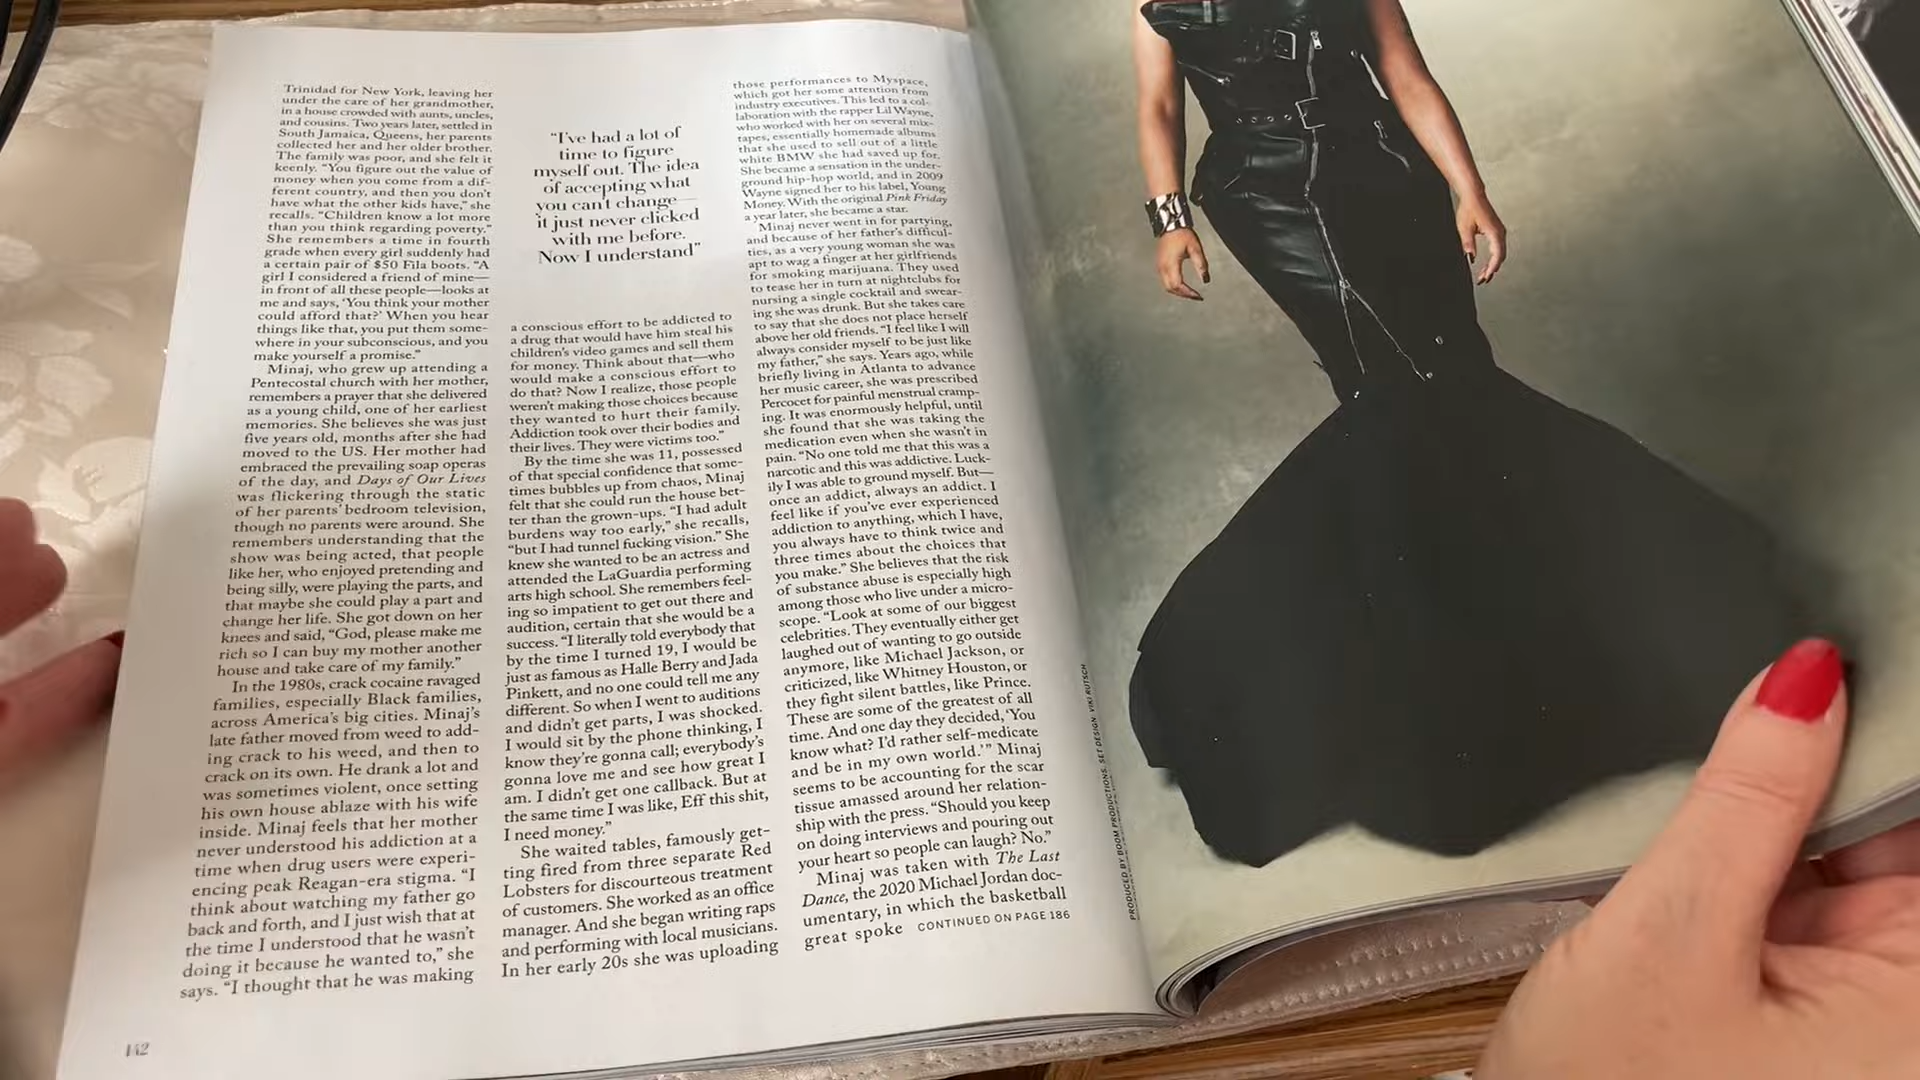 Trinidad for New York, leaving her
under the care of her grandmother,
in a house crowded with aunts, uncles,
and cousins. Two years later, settled in
South Jamaica, Queens, her parents
collected her and her older brother.
The family was poor, and she felt it
keenly. “You figure out the value of
money when you come from a dif-
ferent country, and then you don’t
have what the other kids have,” she
recalls. “Children know a lot more
than you think regarding poverty.”
She remembers a time in fourth
grade when every girl suddenly had
a certain pair of $50 Fila boots. “A
girl I considered a friend of mine—
in front of all these people—looks at
me and says, ‘You think your mother
could afford that?’ When you hear
things like that, you put them some-
where in your subconscious, and you
make yourself a promise.”
Minaj, who grew up attending a
Pentecostal church with her mother,
remembers a prayer that she delivered
as a young child, one of her earliest
memories. She believes she was just
five years old, months after she had
moved to the US. Her mother had
embraced the prevailing soap operas
of the day, and Days of Our Lives
was flickering through the static
of her parents’ bedroom television,
though no parents were around. She
remembers understanding that the
show was being acted, that people
like her, who enjoyed pretending and
being silly, were playing the parts, and
that maybe she could play a part and
change her life. She got down on her
knees and said, “God, please make me
rich so I can buy my mother another
house and take care of my family.”
In the 1980s, crack cocaine ravaged
families, especially Black families,
across America’s big cities. Minaj’s
late father moved from weed to add-
ing crack to his weed, and then to
crack on its own. He drank a lot and
was sometimes violent, once setting
his own house ablaze with his wife
inside. Minaj feels that her mother
never understood his addiction at a
time when drug users were experi-
encing peak Reagan-era stigma. “I
think about watching my father go
back and forth, and I just wish that at
the time I understood that he wasn’t
doing it because he wanted to,” she
says. “I thought that he was making
142
“I’ve had a lot of
time to figure
myself out. The idea
of accepting what
you can’t change—
it just never clicked
with me before.
Now I understand”
a conscious effort to be addicted to
a drug that would have him steal his
children’s video games and sell them
for money. Think about that—who
would make a conscious effort to
do that? Now I realize, those people
weren’t making those choices because
they wanted to hurt their family.
Addiction took over their bodies and
their lives. They were victims too.”
By the time she was 11, possessed
of that special confidence that some-
times bubbles up from chaos, Minaj
felt that she could run the house bet-
ter than the grown-ups. “I had adult
burdens way too early,” she recalls,
“but I had tunnel fucking vision.” She
knew she wanted to be an actress and
attended the LaGuardia performing
arts high school. She remembers feel-
ing so impatient to get out there and
audition, certain that she would be a
success. “I literally told everybody that
by the time I turned 19, I would be
just as famous as Halle Berry and Jada
Pinkett, and no one could tell me any
different. So when I went to auditions
and didn’t get parts, I was shocked.
I would sit by the phone thinking, I
know they’re gonna call; everybody’s
gonna love me and see how great I
am. I didn’t get one callback. But at
the same time I was like, Eff this shit,
I need money.”
She waited tables, famously get-
ting fired from three separate Red
Lobsters for discourteous treatment
of customers. She worked as an office
manager. And she began writing raps
and performing with local musicians.
In her early 20s she was uploading
those performances to Myspace,
which got her some attention from
industry executives. This led to a col-
laboration with the rapper Lil Wayne,
who worked with her on several mix-
tapes, essentially homemade albums
that she used to sell out of a little
white BMW she had saved up for.
She became a sensation in the under-
ground hip-hop world, and in 2009
Wayne signed her to his label, Young
Money. With the original Pink Friday
a year later, she became a star.
Minaj never went in for partying,
and because of her father’s difficul-
ties, as a very young woman she was
apt to wag a finger at her girlfriends
for smoking marijuana. They used
to tease her in turn at nightclubs for
nursing a single cocktail and swear-
ing she was drunk. But she takes care
to say that she does not place herself
above her old friends. “I feel like I will
always consider myself to be just like
my father,” she says. Years ago, while
briefly living in Atlanta to advance
her music career, she was prescribed
Percocet for painful menstrual cramp-
ing. It was enormously helpful, until
she found that she was taking the
medication even when she wasn’t in
pain. “No one told me that this was a
narcotic and this was addictive. Luck-
ily I was able to ground myself. But—
once an addict, always an addict. I
feel like if you’ve ever experienced
addiction to anything, which I have,
you always have to think twice and
three times about the choices that
you make.” She believes that the risk
of substance abuse is especially high
among those who live under a micro-
scope. “Look at some of our biggest
celebrities. They eventually either get
laughed out of wanting to go outside
anymore, like Michael Jackson, or
criticized, like Whitney Houston, or
they fight silent battles, like Prince.
These are some of the greatest of all
time. And one day they decided, ‘You
know what? I’d rather self-medicate
and be in my own world.’” Minaj
seems to be accounting for the scar
tissue amassed around her relation-
ship with the press. “Should you keep
on doing interviews and pouring out
your heart so people can laugh? No.”
Minaj was taken with The Last
Dance, the 2020 Michael Jordan doc-
umentary, in which the basketball
great spoke CONTINUED ON PAGE 186
PRODUCED BY BOOM PRODUCTIONS. SET DESIGN: VIKI RUTSCH